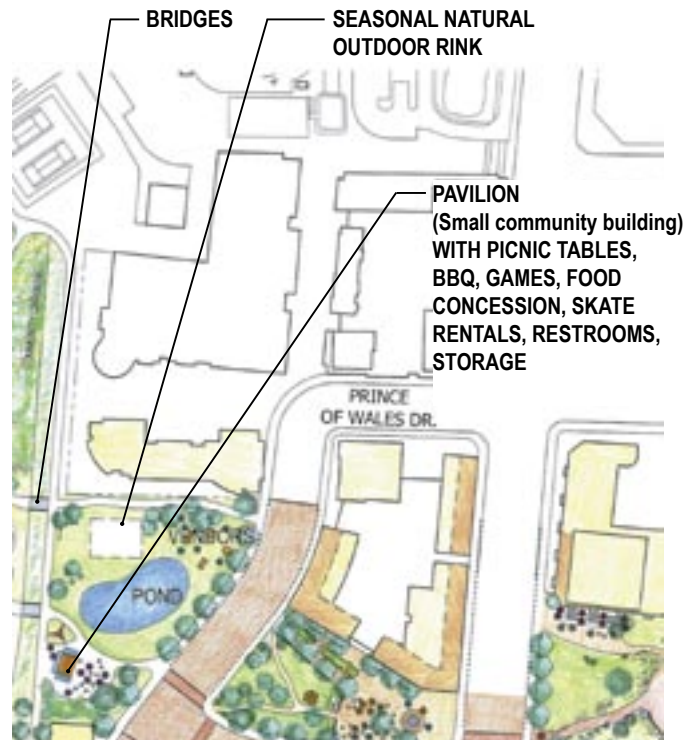 BRIDGES
SEASONAL NATURAL
OUTDOOR RINK
PAVILION
(Small community building)
WITH PICNIC TABLES,
BBQ, GAMES, FOOD
CONCESSION, SKATE
RENTALS, RESTROOMS,
STORAGE
PRINCE
OF WALES DR.
VENDORS
POND